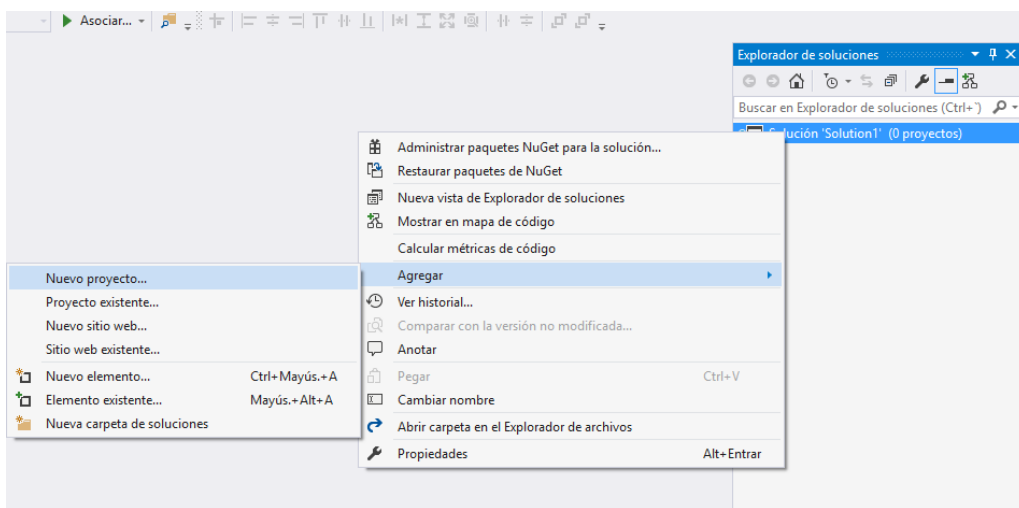 Asociar...
Explorador de soluciones
Buscar en Explorador de soluciones (Ctrl+¨)
Solución 'Solution1' (0 proyectos)
Administrar paquetes NuGet para la solución...
Restaurar paquetes de NuGet
Nueva vista de Explorador de soluciones
Mostrar en mapa de código
Calcular métricas de código
Agregar
Ver historial...
Comparar con la versión no modificada...
Anotar
Pegar Ctrl+V
Cambiar nombre
Abrir carpeta en el Explorador de archivos
Propiedades Alt+Entrar
Nuevo proyecto...
Proyecto existente...
Nuevo sitio web...
Sitio web existente...
Nuevo elemento... Ctrl+Mayús.+A
Elemento existente... Mayús.+Alt+A
Nueva carpeta de soluciones